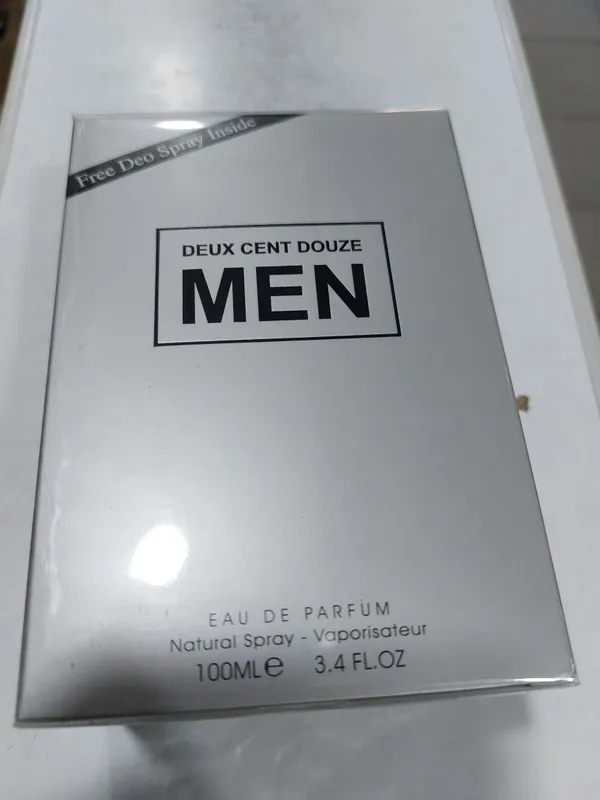 Free Deo Spray Inside
DEUX CENT DOUZE
MEN
EAU DE PARFUM
Natural Spray - Vaporisateur
100ML℮ 3.4 FL.OZ